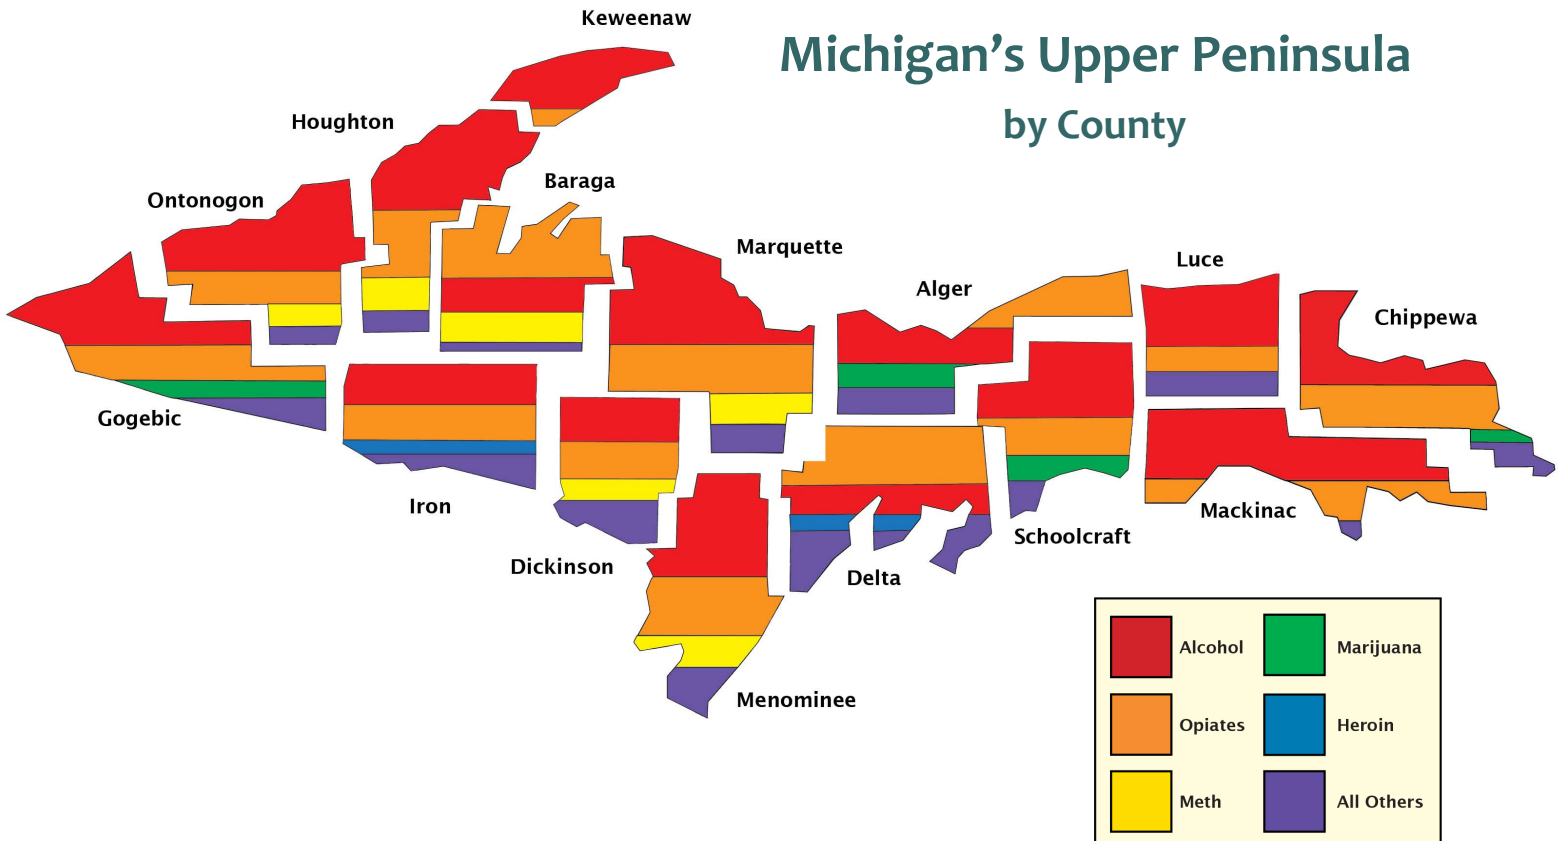 Keweenaw
Michigan's Upper Peninsula
by County
Houghton
Baraga
Ontonogon
Marquette
Luce
Alger
Chippewa
Gogebic
Iron
Mackinac
Schoolcraft
Dickinson
Delta
Menominee
Alcohol
Marijuana
Opiates
Heroin
Meth
All Others